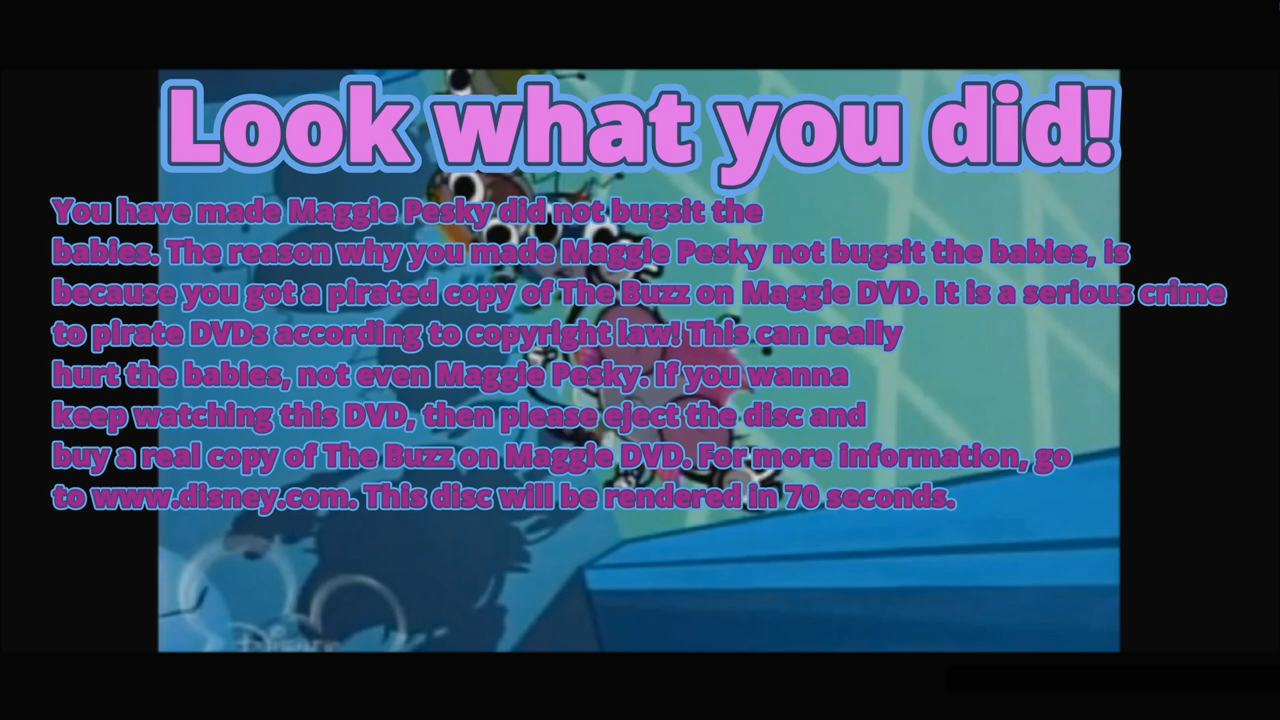 Look what you did!
You have made Maggie Pesky did not bugsit the
babies. The reason why you made Maggie Pesky not bugsit the babies, is
because you got a pirated copy of The Buzz on Maggie DVD. It is a serious crime
to pirate DVDs according to copyright law! This can really
hurt the babies, not even Maggie Pesky. If you wanna
keep watching this DVD, then please eject the disc and
buy a real copy of The Buzz on Maggie DVD. For more information, go
to www.disney.com. This disc will be rendered in 70 seconds.
Disney